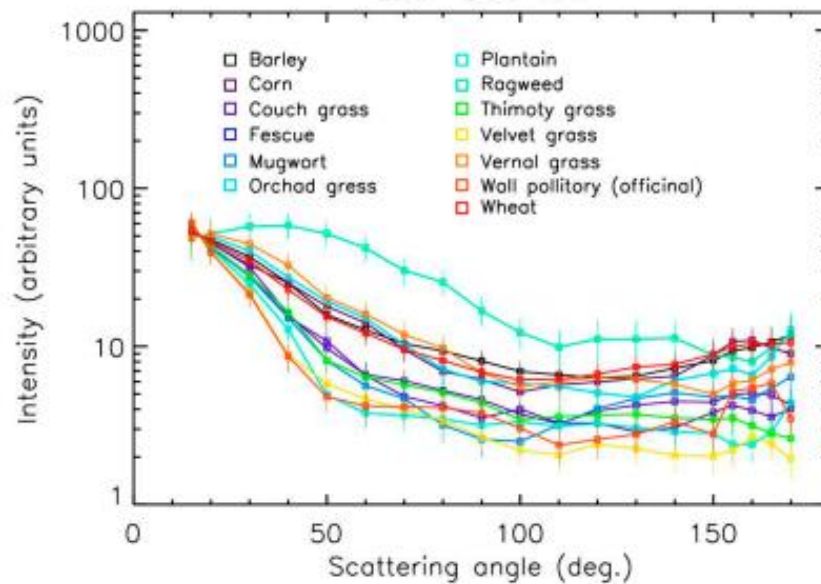 1000
100
10
1
Intensity (arbitrary units)
Barley
Corn
Couch grass
Fescue
Mugwort
Orchad gress
Plantain
Ragweed
Thimoty grass
Velvet grass
Vernal grass
Wall pollitory (officinal)
Wheat
0
50
100
150
Scattering angle (deg.)